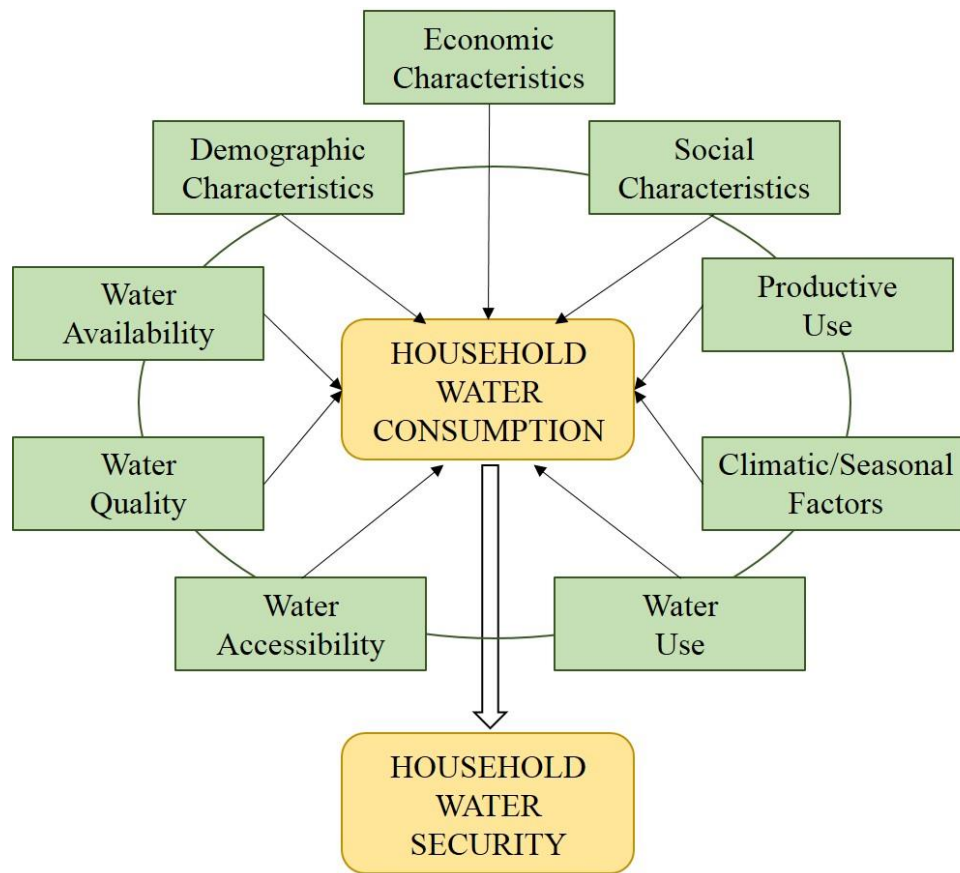 Economic
Characteristics
Demographic
Characteristics
Social
Characteristics
Water
Availability
Productive
Use
HOUSEHOLD
WATER
CONSUMPTION
Water
Quality
Climatic/Seasonal
Factors
Water
Accessibility
Water
Use
HOUSEHOLD
WATER
SECURITY